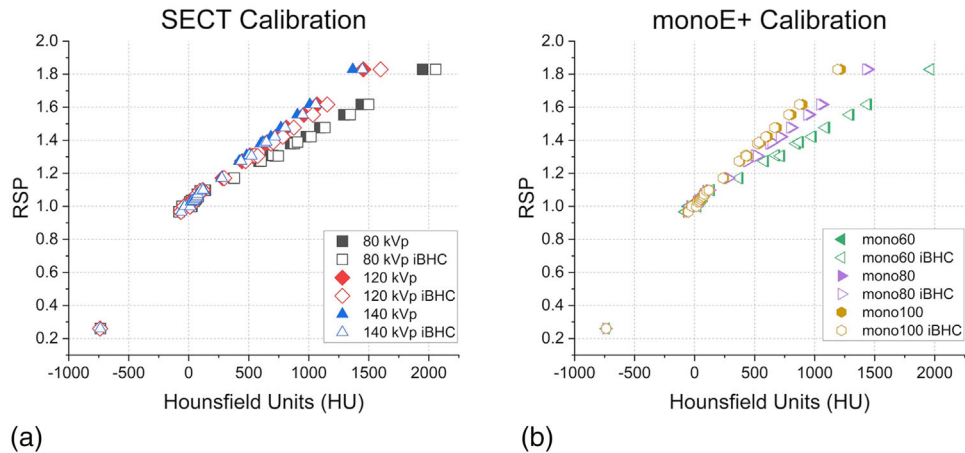 SECT Calibration
2.0
1.8
1.6
1.4
1.2
1.0
0.8
0.6
0.4
0.2
RSP
-1000 -500 0 500 1000 1500 2000
Hounsfield Units (HU)
80 kVp
80 kVp iBHC
120 kVp
120 kVp iBHC
140 kVp
140 kVp iBHC
(a)
monoE+ Calibration
2.0
1.8
1.6
1.4
1.2
1.0
0.8
0.6
0.4
0.2
RSP
-1000 -500 0 500 1000 1500 2000
Hounsfield Units (HU)
mono60
mono60 iBHC
mono80
mono80 iBHC
mono100
mono100 iBHC
(b)